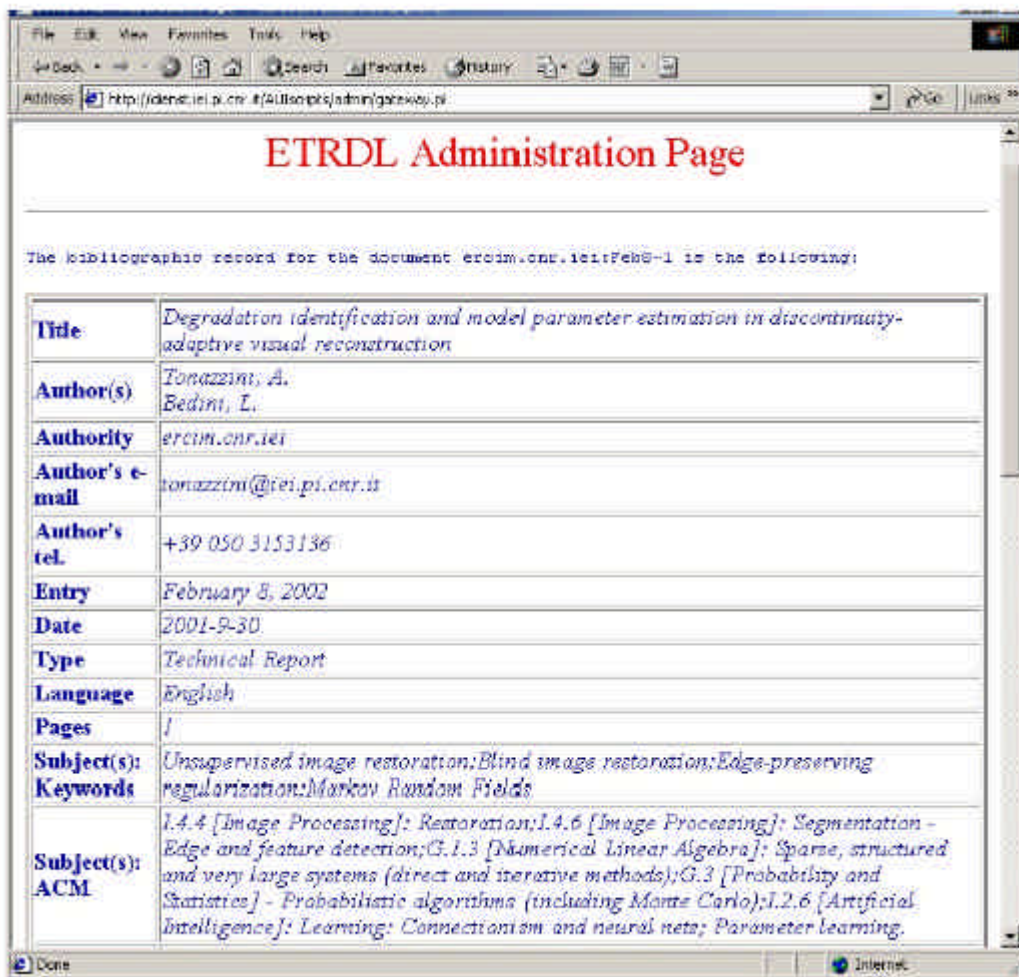 File Edit View Favorites Tools Help
Back Search Favorites History
Address http://dienst.iei.pi.cnr.it/AUIscripts/admin/gateway.pl Go Links »
ETRDL Administration Page
The bibliographic record for the document ercim.cnr.iei:Feb8-1 is the following:
Title Degradation identification and model parameter estimation in discontinuity-
adaptive visual reconstruction
Author(s) Tonazzini, A.
Bedini, L.
Authority ercim.cnr.iei
Author's e-
mail tonazzini@iei.pi.cnr.it
Author's
tel. +39 050 3153136
Entry February 8, 2002
Date 2001-9-30
Type Technical Report
Language English
Pages 1
Subject(s):
Keywords Unsupervised image restoration;Blind image restoration;Edge-preserving
regularization;Markov Random Fields
Subject(s):
ACM I.4.4 [Image Processing]: Restoration;I.4.6 [Image Processing]: Segmentation -
Edge and feature detection;G.1.3 [Numerical Linear Algebra]: Sparse, structured
and very large systems (direct and iterative methods);G.3 [Probability and
Statistics] - Probabilistic algorithms (including Monte Carlo);I.2.6 [Artificial
Intelligence]: Learning: Connectionism and neural nets; Parameter learning.
Done Internet